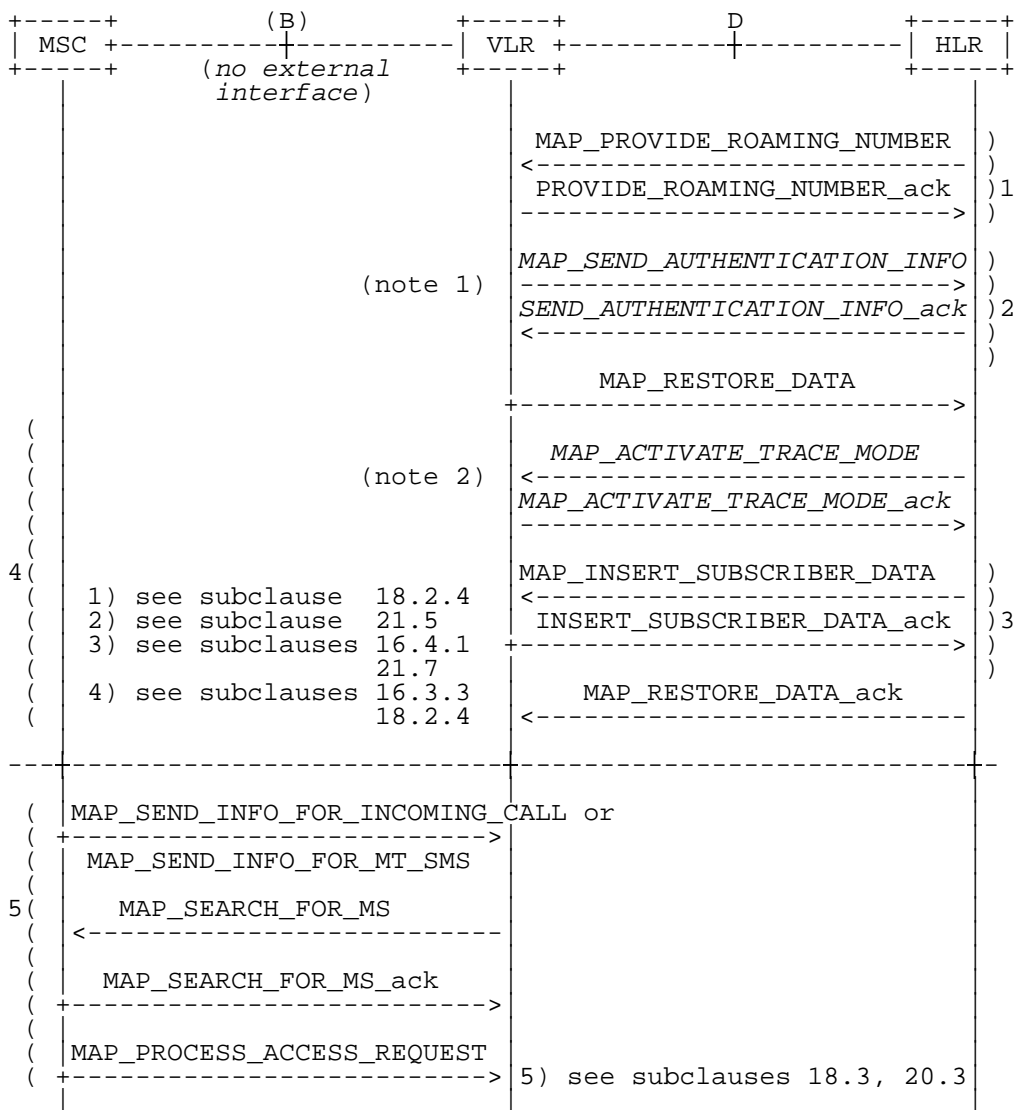 (B) D
MSC VLR HLR
(no external
interface)
MAP_PROVIDE_ROAMING_NUMBER )
)
PROVIDE_ROAMING_NUMBER_ack )1
)
MAP_SEND_AUTHENTICATION_INFO )
(note 1) )
SEND_AUTHENTICATION_INFO_ack )2
)
)
MAP_RESTORE_DATA
(
( MAP_ACTIVATE_TRACE_MODE
( (note 2)
( MAP_ACTIVATE_TRACE_MODE_ack
(
(
4( MAP_INSERT_SUBSCRIBER_DATA )
( 1) see subclause 18.2.4 )
( 2) see subclause 21.5 INSERT_SUBSCRIBER_DATA_ack )3
( 3) see subclauses 16.4.1 )
( 21.7 )
( 4) see subclauses 16.3.3 MAP_RESTORE_DATA_ack
( 18.2.4
( MAP_SEND_INFO_FOR_INCOMING_CALL or
(
( MAP_SEND_INFO_FOR_MT_SMS
(
5( MAP_SEARCH_FOR_MS
(
(
( MAP_SEARCH_FOR_MS_ack
(
(
( MAP_PROCESS_ACCESS_REQUEST
( 5) see subclauses 18.3, 20.3